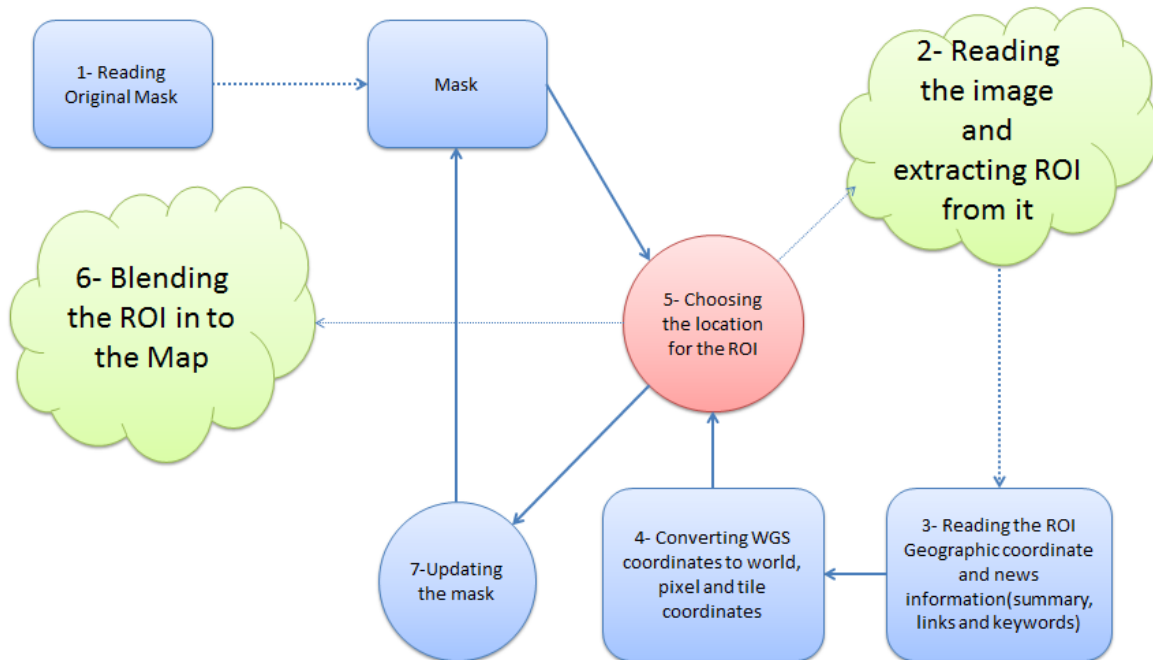 1- Reading
Original Mask
Mask
2- Reading
the image
and
extracting ROI
from it
6- Blending
the ROI in to
the Map
5- Choosing
the location
for the ROI
7-Updating
the mask
4- Converting WGS
coordinates to world,
pixel and tile
coordinates
3- Reading the ROI
Geographic coordinate
and news
information(summary,
links and keywords)